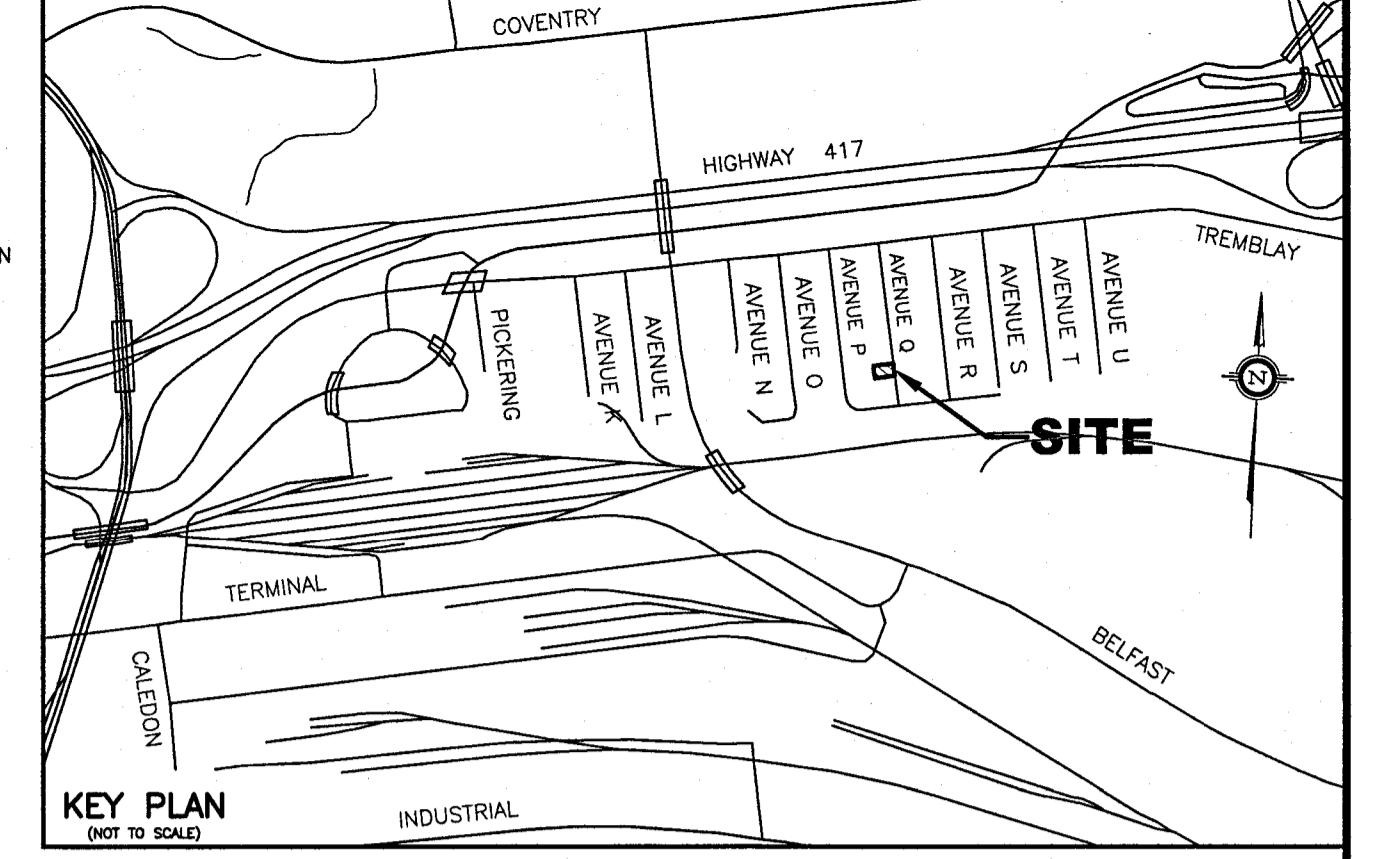 COVENTRY
HIGHWAY 417
TREMBLAY
N
PICKERING
AVENUE K
AVENUE L
AVENUE N
AVENUE O
AVENUE P
AVENUE Q
AVENUE R
AVENUE S
AVENUE T
AVENUE U
N
SITE
TERMINAL
BELFAST
CALEDON
KEY PLAN
(NOT TO SCALE)
INDUSTRIAL